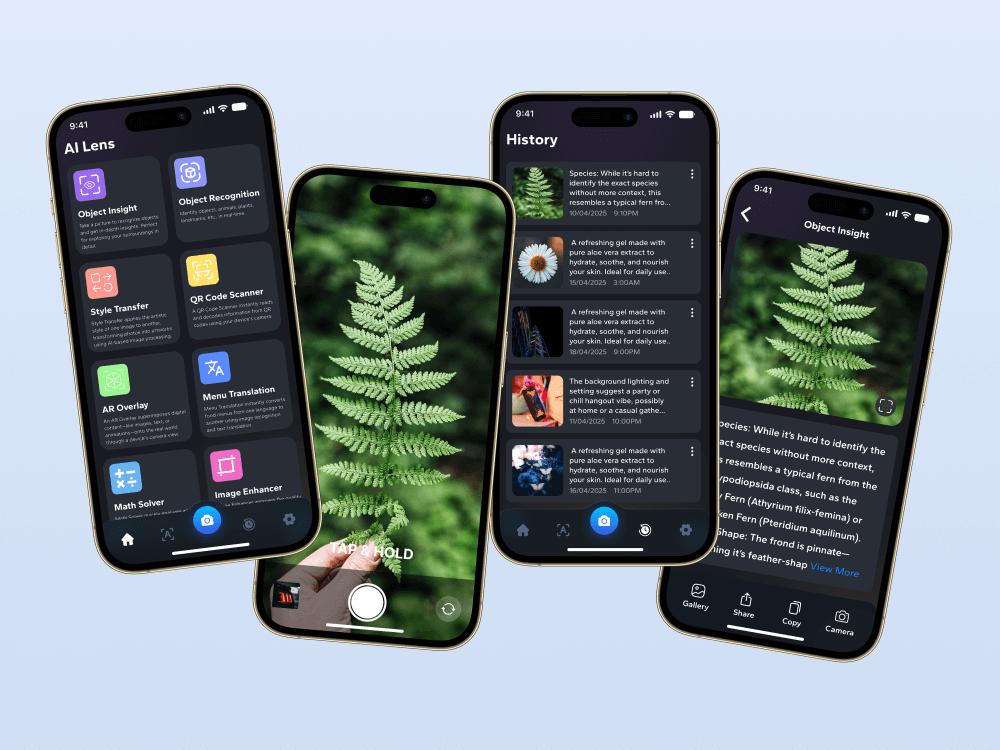 9:41
AI Lens
Object Insight
Take a picture to recognize objects
and get in-depth insights. Perfect
for exploring your surroundings in
detail
Object Recognition
Identify objects, animals, plants,
landmarks, etc., in real-time.
Style Transfer
Style Transfer applies the artistic
style of one image to another,
transforming photos into artworks
using AI-based image processing.
QR Code Scanner
A QR Code Scanner instantly reads
and decodes information from QR
codes using your device's camera
AR Overlay
An AR Overlay superimposes digital
content—like images, text, or
animations—onto the real world
through a device's camera view
Menu Translation
Menu Translation instantly converts
food menus from one language to
another using image recognition
and text translation
Math Solver
Image Enhancer
TAP & HOLD
9:41
History
Species: While it's hard to
identify the exact species
without more context, this
resembles a typical fern fro...
10/04/2025 9:10PM
A refreshing gel made with
pure aloe vera extract to
hydrate, soothe, and nourish
your skin. Ideal for daily use..
15/04/2025 3:00AM
A refreshing gel made with
pure aloe vera extract to
hydrate, soothe, and nourish
your skin. Ideal for daily use..
18/04/2025 9:00PM
The background lighting and
setting suggest a party or
chill hangout vibe, possibly
at home or a casual gathe...
11/04/2025 10:00PM
A refreshing gel made with
pure aloe vera extract to
hydrate, soothe, and nourish
your skin. Ideal for daily use..
16/04/2025 11:00PM
9:41
Object Insight
pecies: While it's hard to identify the
act species without more context,
s resembles a typical fern from the
ypodiopsida class, such as the
y Fern (Athyrium filix-femina) or
ken Fern (Pteridium aquilinum).
Shape: The frond is pinnate—
ning it's feather-shap View More
Gallery
Share
Copy
Camera